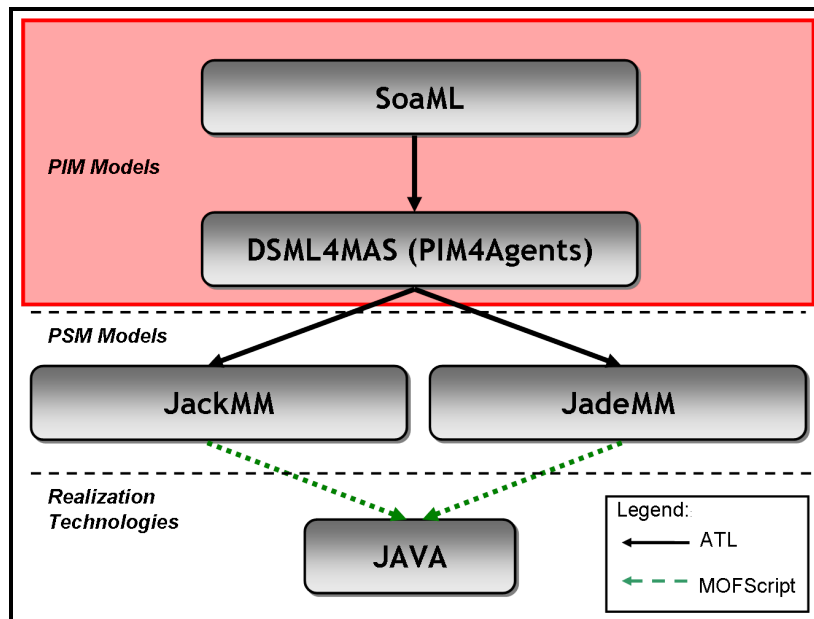 SoaML
PIM Models
DSML4MAS (PIM4Agents)
PSM Models
JackMM
JadeMM
Realization
Technologies
JAVA
Legend:
ATL
MOFScript